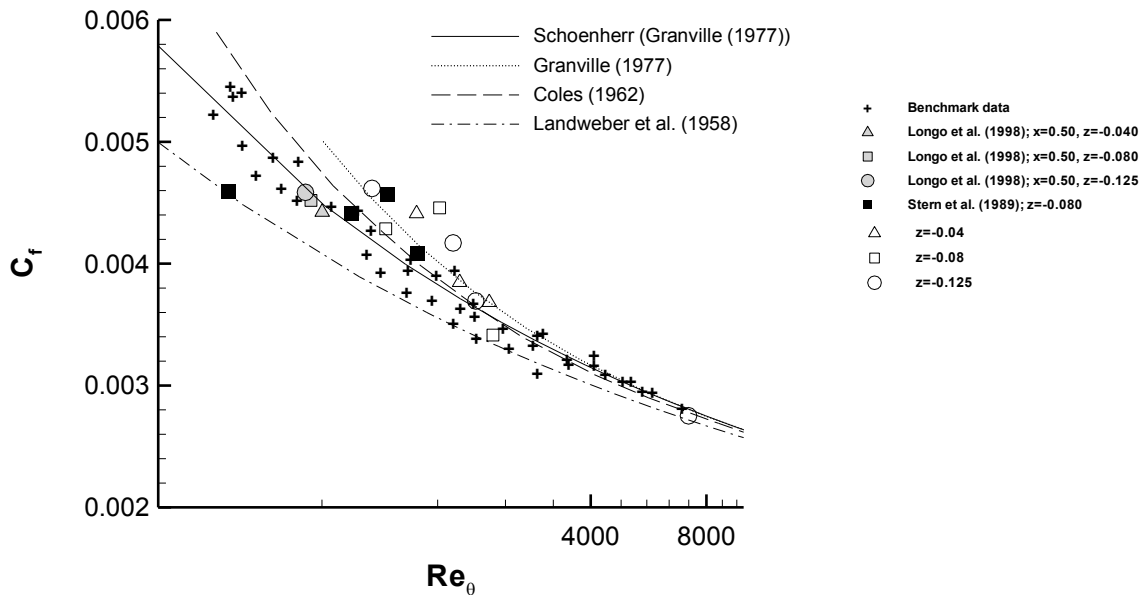 0.006
0.005
0.004
0.003
0.002
C_f
4000
8000
Re_θ
Schoenherr (Granville (1977))
Granville (1977)
Coles (1962)
Landweber et al. (1958)
Benchmark data
Longo et al. (1998); x=0.50, z=-0.040
Longo et al. (1998); x=0.50, z=-0.080
Longo et al. (1998); x=0.50, z=-0.125
Stern et al. (1989); z=-0.080
z=-0.04
z=-0.08
z=-0.125